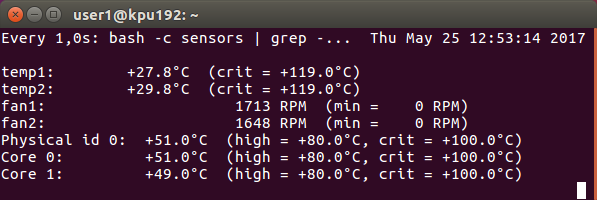 user1@kpu192: ~
Every 1,0s: bash -c sensors | grep -...  Thu May 25 12:53:14 2017
temp1:        +27.8°C  (crit = +119.0°C)
temp2:        +29.8°C  (crit = +119.0°C)
fan1:                     1713 RPM  (min =    0 RPM)
fan2:                     1648 RPM  (min =    0 RPM)
Physical id 0:  +51.0°C  (high = +80.0°C, crit = +100.0°C)
Core 0:         +51.0°C  (high = +80.0°C, crit = +100.0°C)
Core 1:         +49.0°C  (high = +80.0°C, crit = +100.0°C)